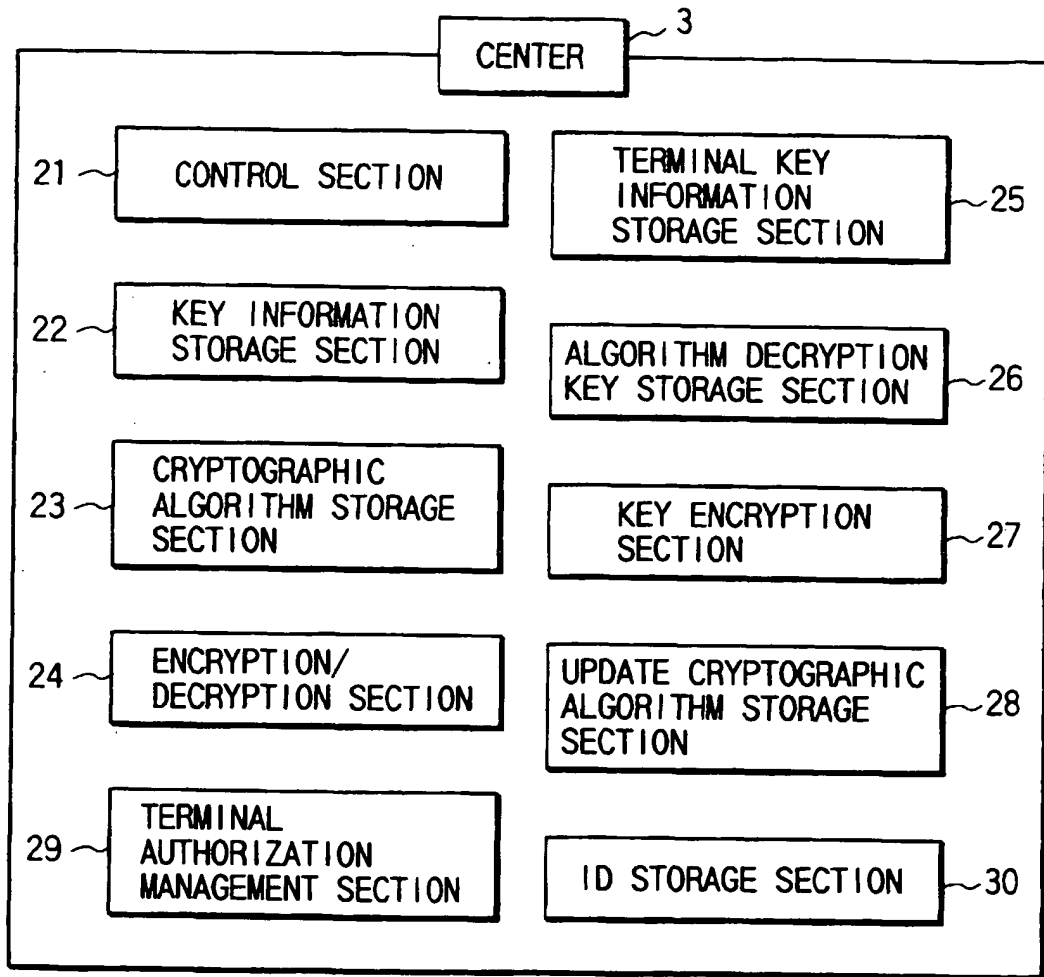 CENTER
3
21
CONTROL SECTION
22
KEY INFORMATION
STORAGE SECTION
23
CRYPTOGRAPHIC
ALGORITHM STORAGE
SECTION
24
ENCRYPTION/
DECRYPTION SECTION
29
TERMINAL
AUTHORIZATION
MANAGEMENT SECTION
TERMINAL KEY
INFORMATION
STORAGE SECTION
25
ALGORITHM DECRYPTION
KEY STORAGE SECTION
26
KEY ENCRYPTION
SECTION
27
UPDATE CRYPTOGRAPHIC
ALGORITHM STORAGE
SECTION
28
ID STORAGE SECTION
30